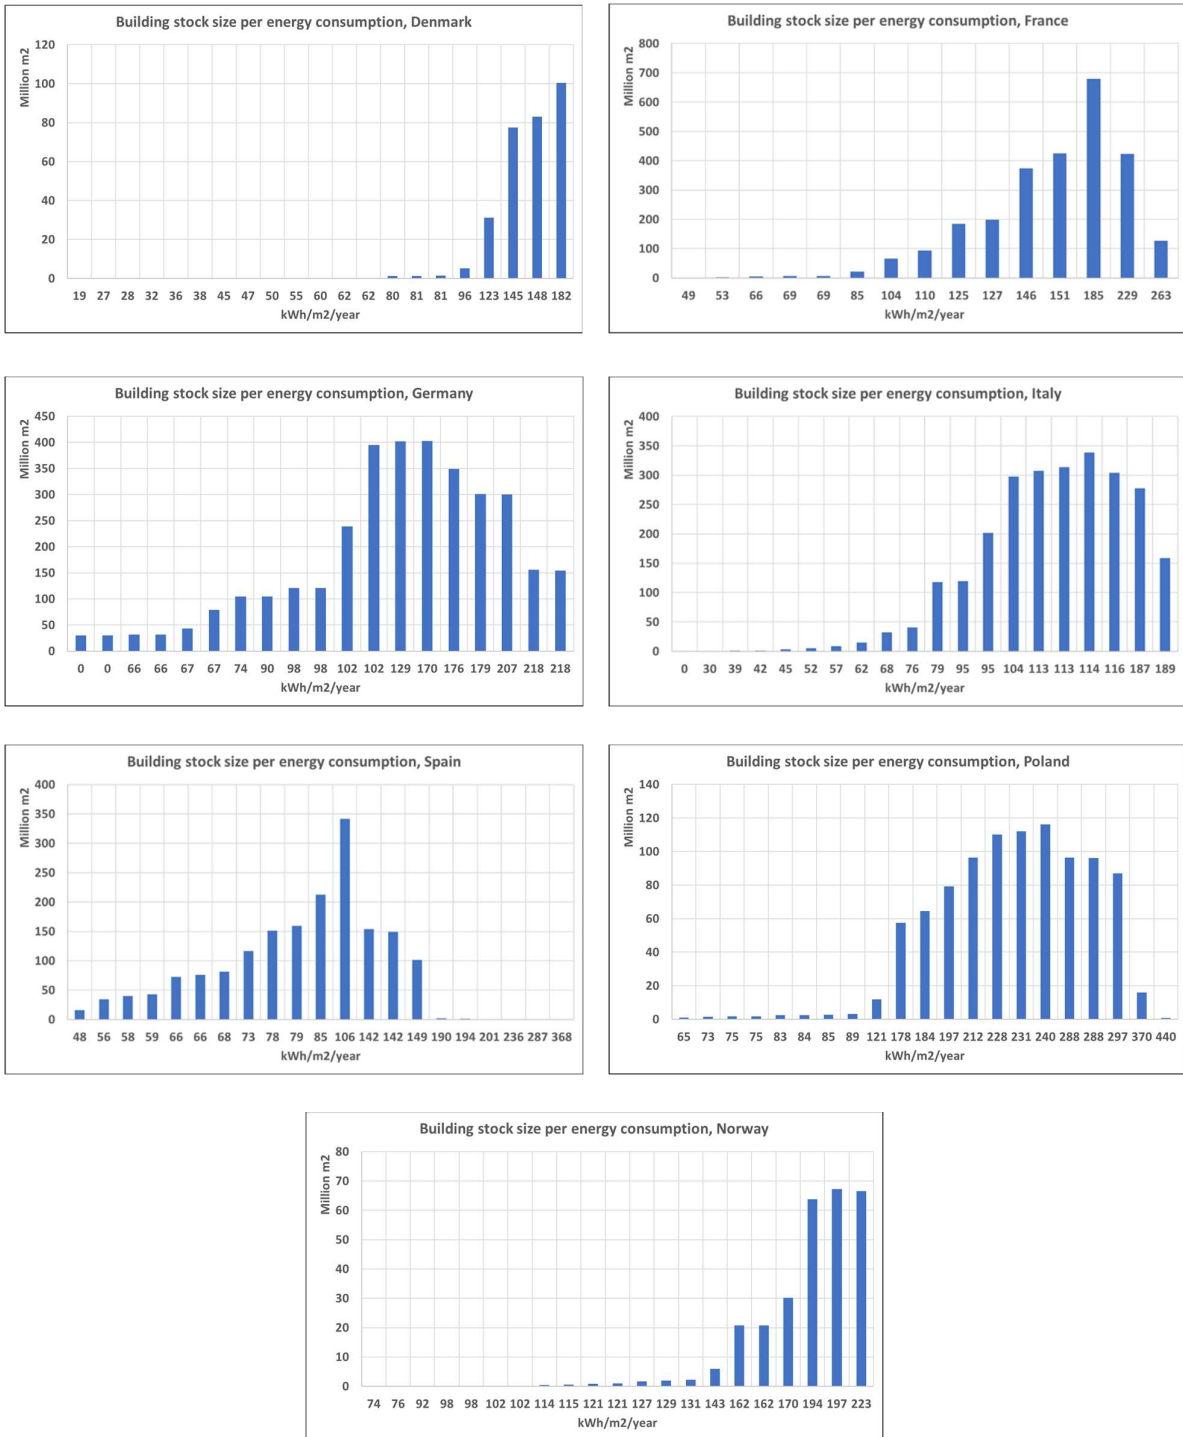 Building stock size per energy consumption, Denmark
Million m2
120
100
80
60
40
20
0
19 27 28 32 36 38 45 47 50 55 60 62 62 80 81 81 96 123 145 148 182
kWh/m2/year
Building stock size per energy consumption, France
Million m2
800
700
600
500
400
300
200
100
0
49 53 66 69 69 85 104 110 125 127 146 151 185 229 263
kWh/m2/year
Building stock size per energy consumption, Germany
Million m2
450
400
350
300
250
200
150
100
50
0
0 0 66 66 67 67 74 90 98 98 102 102 129 170 176 179 207 218 218
kWh/m2/year
Building stock size per energy consumption, Italy
Million m2
400
350
300
250
200
150
100
50
0
0 30 39 42 45 52 57 62 68 76 79 95 95 104 113 113 114 116 187 189
kWh/m2/year
Building stock size per energy consumption, Spain
Million m2
400
350
300
250
200
150
100
50
0
48 56 58 59 66 66 68 73 78 79 85 106 142 142 149 190 194 201 236 287 368
kWh/m2/year
Building stock size per energy consumption, Poland
Million m2
140
120
100
80
60
40
20
0
65 73 75 75 83 84 85 89 121 178 184 197 212 228 231 240 288 288 297 370 440
kWh/m2/year
Building stock size per energy consumption, Norway
Million m2
80
70
60
50
40
30
20
10
0
74 76 92 98 98 102 102 114 115 121 121 127 129 131 143 162 162 170 194 197 223
kWh/m2/year